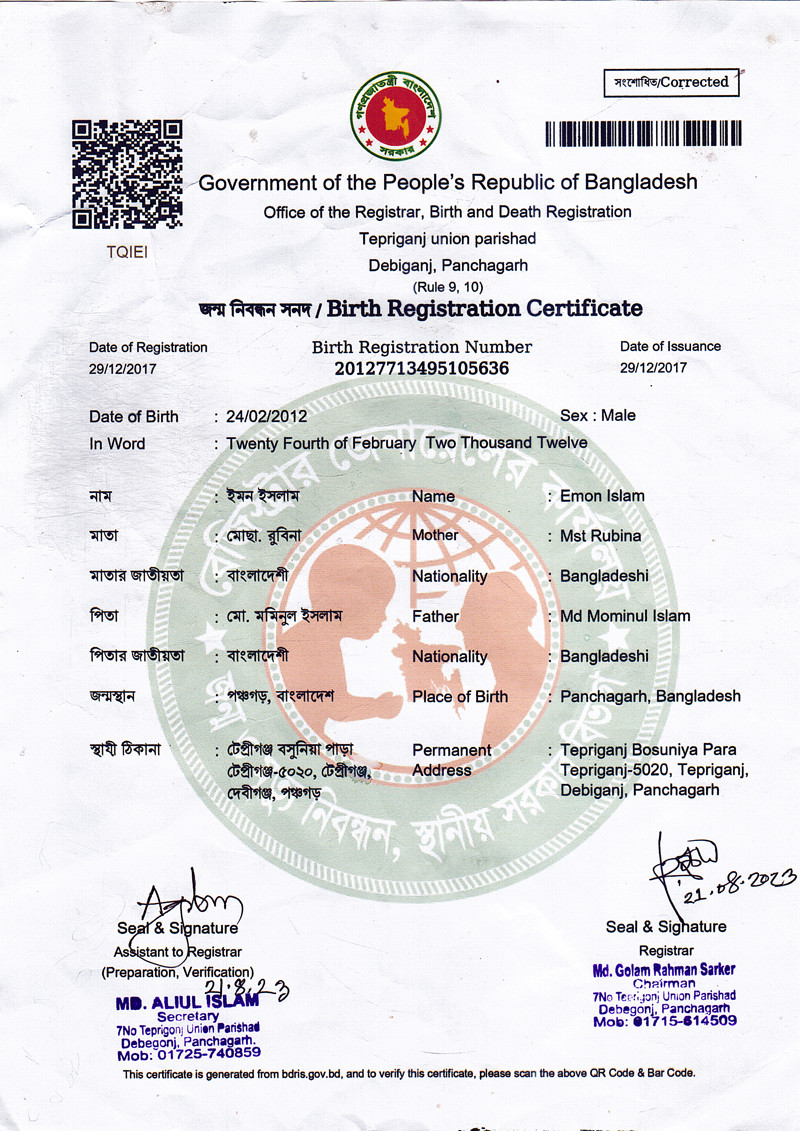 গণপ্রজাতন্ত্রী বাংলাদেশ
সরকার
সংশোধিত/Corrected
TQIEI
Government of the People's Republic of Bangladesh
Office of the Registrar, Birth and Death Registration
Tepriganj union parishad
Debiganj, Panchagarh
(Rule 9, 10)
জন্ম নিবন্ধন সনদ / Birth Registration Certificate
Date of Registration Birth Registration Number Date of Issuance
29/12/2017 20127713495105636 29/12/2017
Date of Birth : 24/02/2012 Sex : Male
In Word : Twenty Fourth of February Two Thousand Twelve
নাম : ইমন ইসলাম Name : Emon Islam
মাতা : মোছা. রুবিনা Mother : Mst Rubina
মাতার জাতীয়তা : বাংলাদেশী Nationality : Bangladeshi
পিতা : মো. মমিনুল ইসলাম Father : Md Mominul Islam
পিতার জাতীয়তা : বাংলাদেশী Nationality : Bangladeshi
জন্মস্থান : পঞ্চগড়, বাংলাদেশ Place of Birth : Panchagarh, Bangladesh
স্থায়ী ঠিকানা : টেপ্রীগঞ্জ বসুনিয়া পাড়া Permanent : Tepriganj Bosuniya Para
টেপ্রীগঞ্জ-৫০২০, টেপ্রীগঞ্জ, Address Tepriganj-5020, Tepriganj,
দেবীগঞ্জ, পঞ্চগড় Debiganj, Panchagarh
রেজিস্ট্রার জেনারেলের কার্যালয়
নিবন্ধন, স্থানীয় সরকার বিভাগ
21.08.2023
Seal & Signature Seal & Signature
Assistant to Registrar Registrar
(Preparation, Verification)
21.8.23
MD. ALIUL ISLAM
Secretary
7No Teprigonj Union Parishad
Debegonj, Panchagarh.
Mob: 01725-740859
Md. Golam Rahman Sarker
Chairman
7No Teprigonj Union Parishad
Debegonj, Panchagarh
Mob: 01715-614509
This certificate is generated from bdris.gov.bd, and to verify this certificate, please scan the above QR Code & Bar Code.